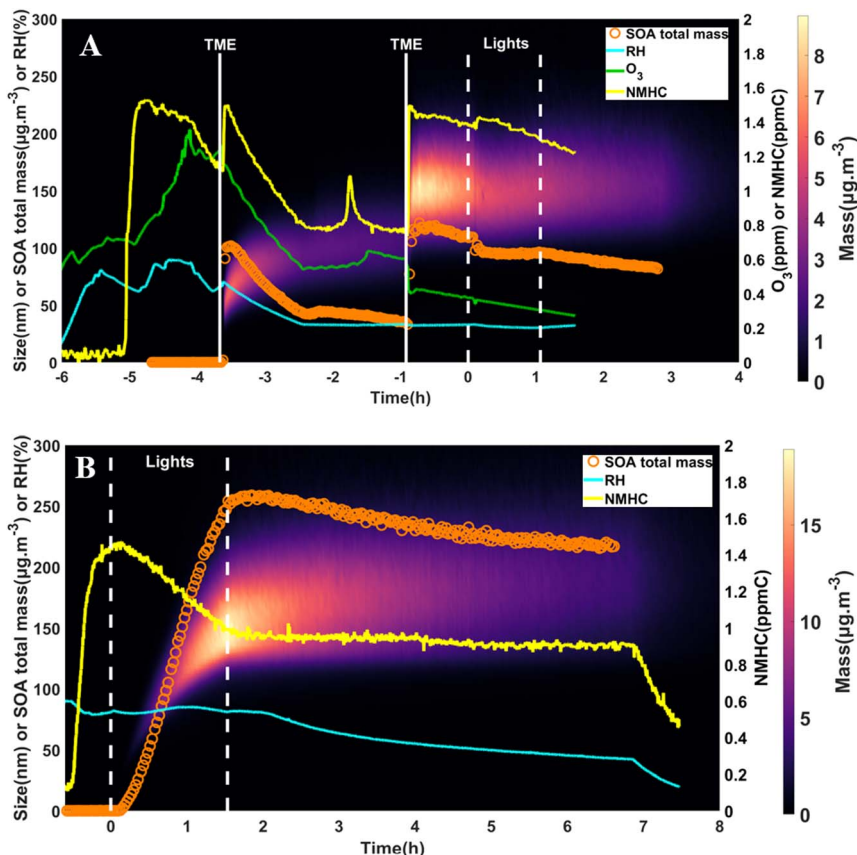 A
TME
TME
Lights
SOA total mass
RH
O3
NMHC
Size(nm) or SOA total mass(µg.m-3) or RH(%)
300
250
200
150
100
50
0
-6 -5 -4 -3 -2 -1 0 1 2 3 4
Time(h)
2
1.8
1.6
1.4
1.2
1
0.8
0.6
0.4
0.2
0
O3(ppm) or NMHC(ppmC)
8
7
6
5
4
3
2
1
0
Mass(µg.m-3)
B
Lights
SOA total mass
RH
NMHC
Size(nm) or SOA total mass(µg.m-3) or RH(%)
300
250
200
150
100
50
0
0 1 2 3 4 5 6 7 8
Time(h)
2
1.8
1.6
1.4
1.2
1
0.8
0.6
0.4
0.2
0
NMHC(ppmC)
15
10
5
0
Mass(µg.m-3)